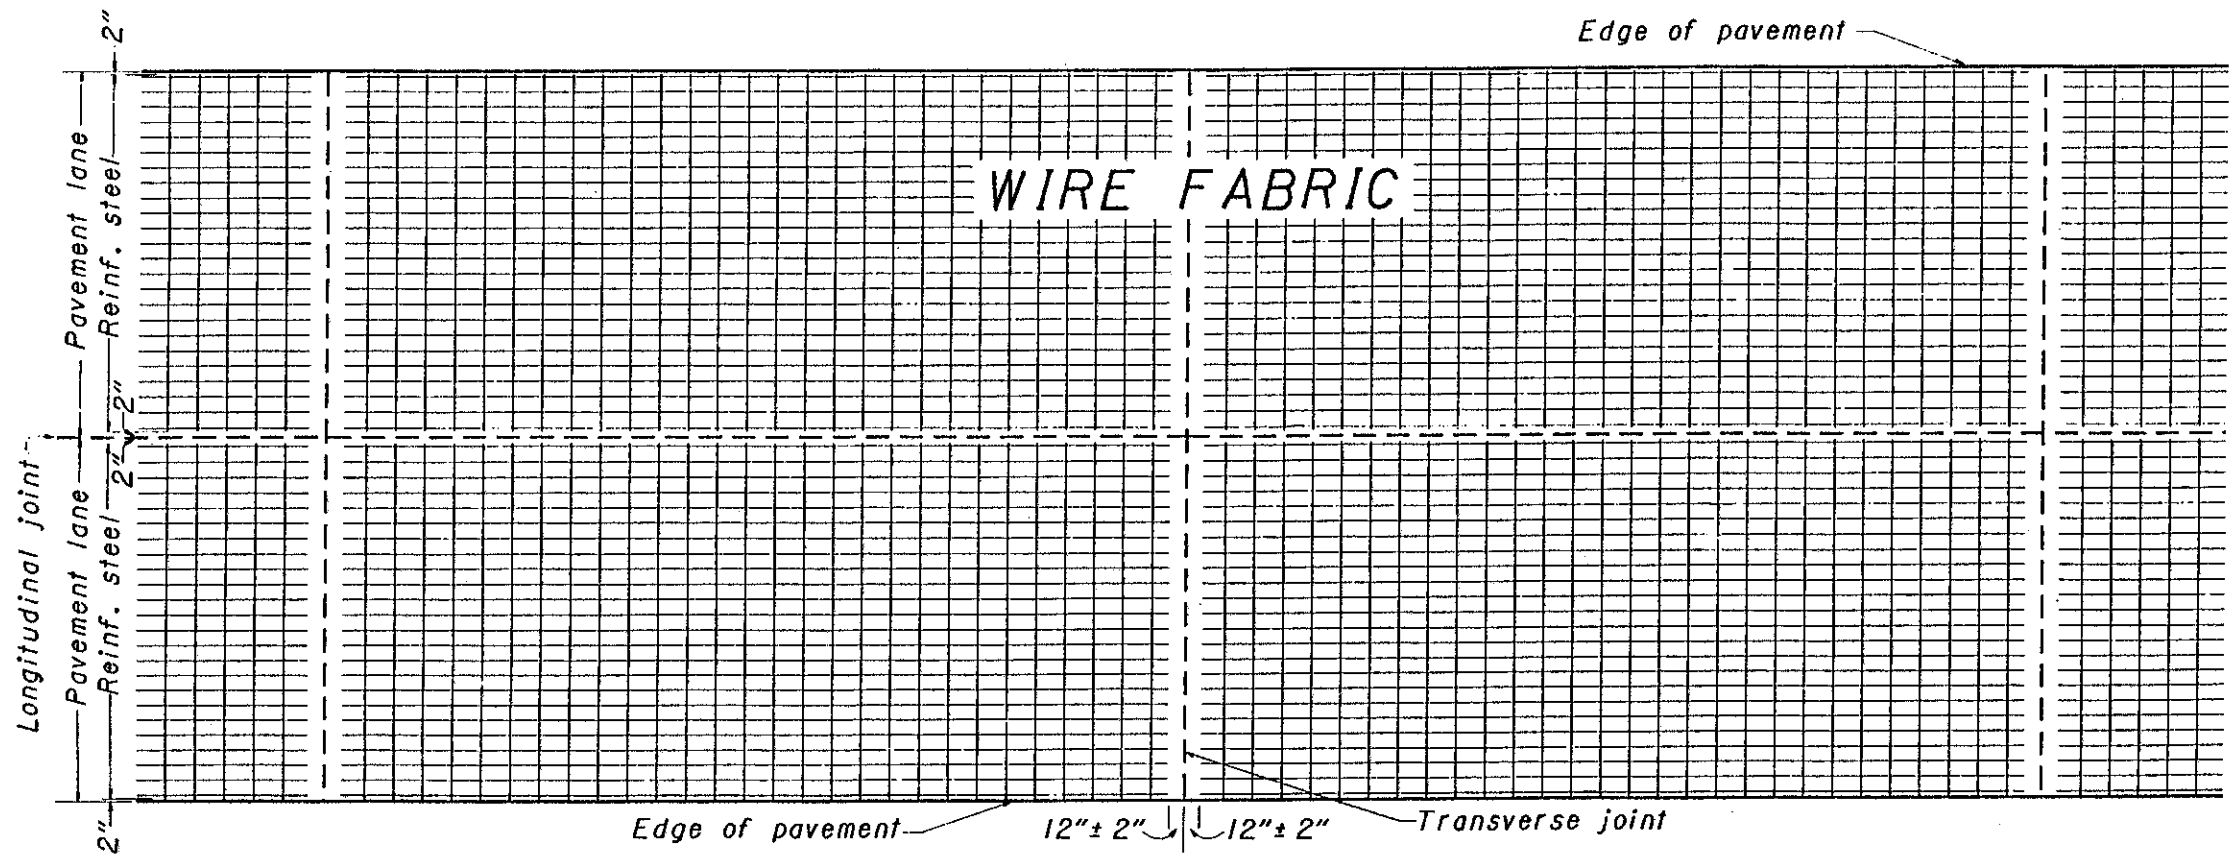 Edge of pavement
2"
Pavement lane
Reinf. steel
WIRE FABRIC
2"
2"
Longitudinal joint
Pavement lane
Reinf. steel
2"
Edge of pavement
12"± 2"
12"± 2"
Transverse joint